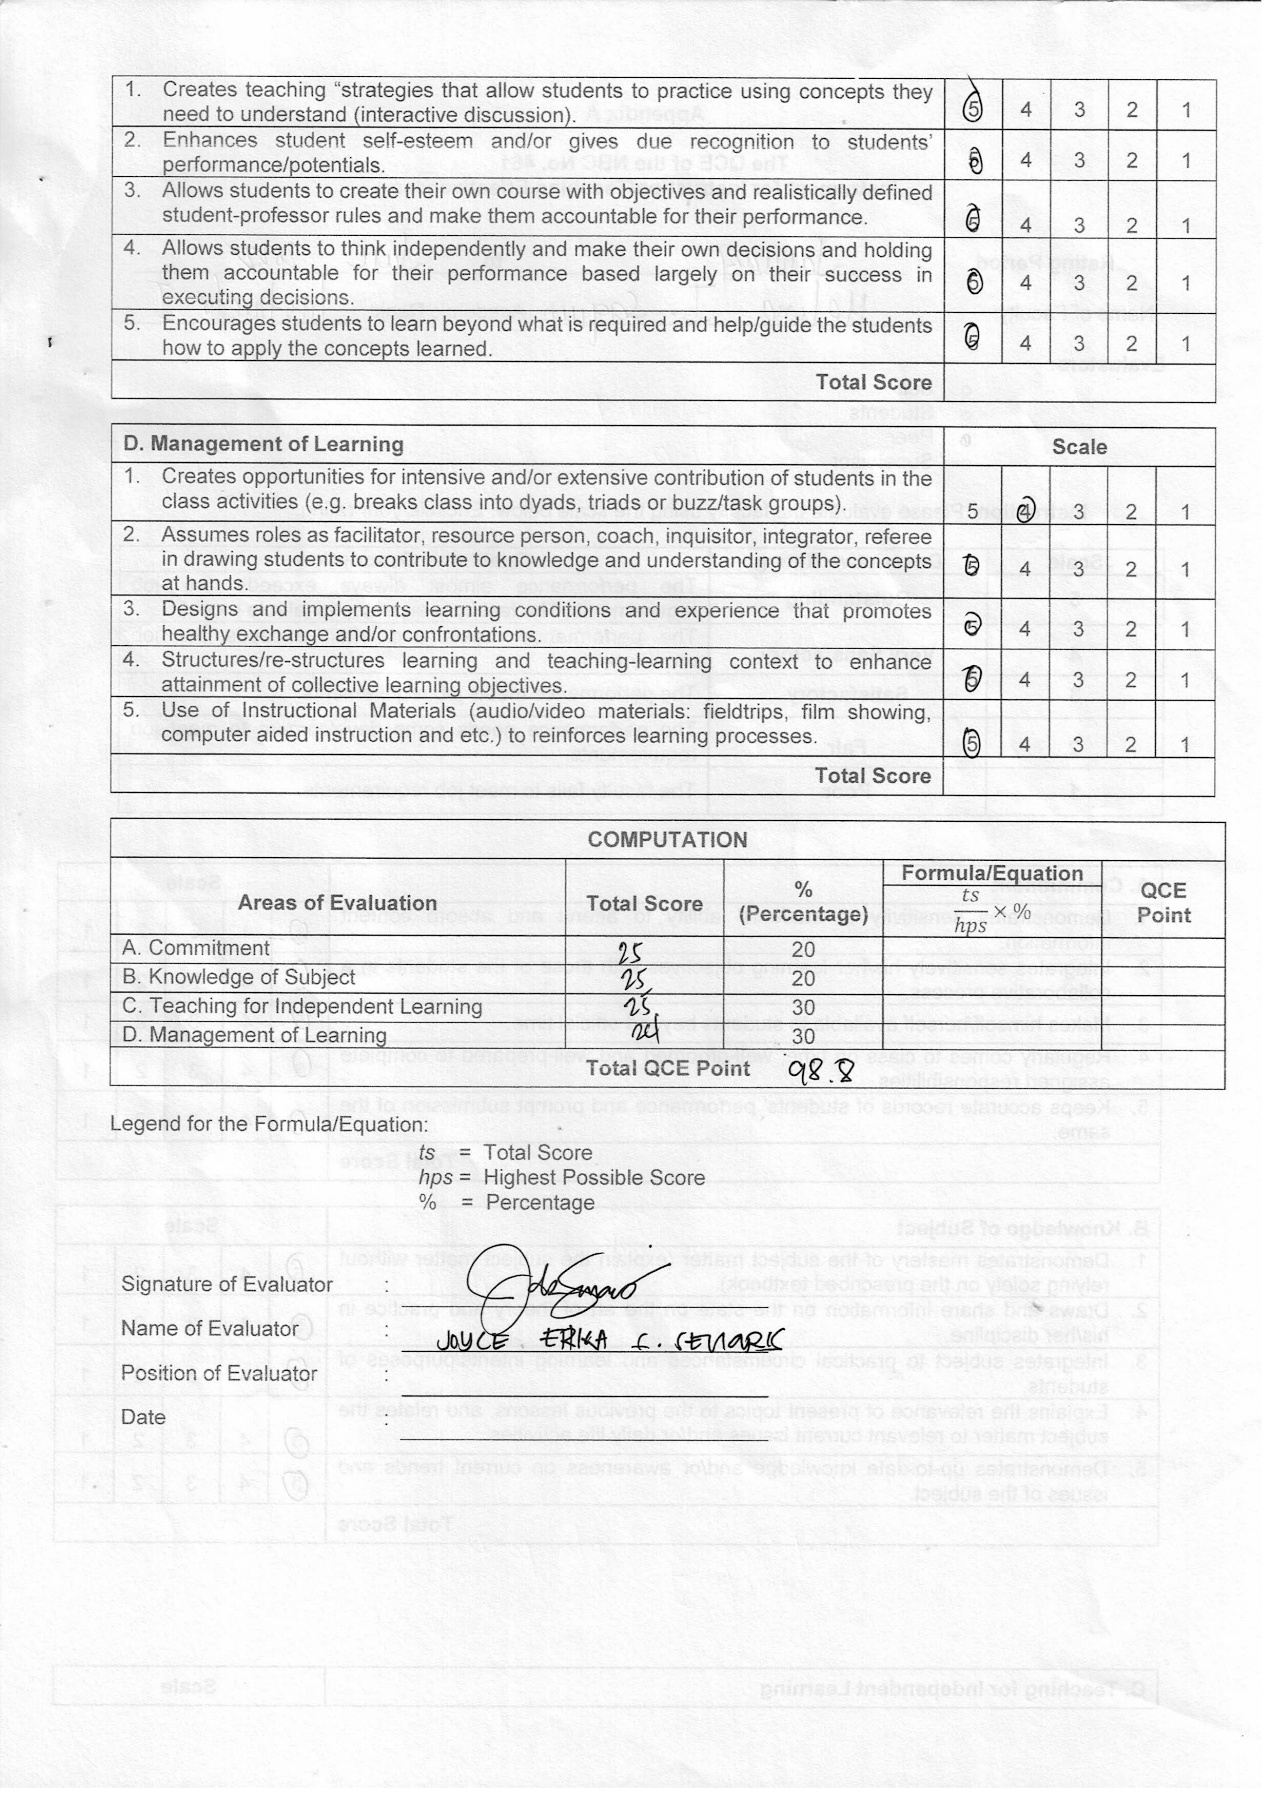 1. Creates teaching “strategies that allow students to practice using concepts they
need to understand (interactive discussion). 5 4 3 2 1
2. Enhances student self-esteem and/or gives due recognition to students’
performance/potentials. 5 4 3 2 1
3. Allows students to create their own course with objectives and realistically defined
student-professor rules and make them accountable for their performance. 5 4 3 2 1
4. Allows students to think independently and make their own decisions and holding
them accountable for their performance based largely on their success in
executing decisions. 5 4 3 2 1
5. Encourages students to learn beyond what is required and help/guide the students
how to apply the concepts learned. 5 4 3 2 1
Total Score
D. Management of Learning Scale
1. Creates opportunities for intensive and/or extensive contribution of students in the
class activities (e.g. breaks class into dyads, triads or buzz/task groups). 5 4 3 2 1
2. Assumes roles as facilitator, resource person, coach, inquisitor, integrator, referee
in drawing students to contribute to knowledge and understanding of the concepts
at hands. 5 4 3 2 1
3. Designs and implements learning conditions and experience that promotes
healthy exchange and/or confrontations. 5 4 3 2 1
4. Structures/re-structures learning and teaching-learning context to enhance
attainment of collective learning objectives. 5 4 3 2 1
5. Use of Instructional Materials (audio/video materials: fieldtrips, film showing,
computer aided instruction and etc.) to reinforces learning processes. 5 4 3 2 1
Total Score
COMPUTATION
Areas of Evaluation Total Score % (Percentage) Formula/Equation ts/hps × % QCE Point
A. Commitment 25 20
B. Knowledge of Subject 25 20
C. Teaching for Independent Learning 25 30
D. Management of Learning 24 30
Total QCE Point 98.8
Legend for the Formula/Equation:
ts = Total Score
hps = Highest Possible Score
% = Percentage
Signature of Evaluator :
Name of Evaluator : JOYCE ERIKA
Position of Evaluator :
Date :